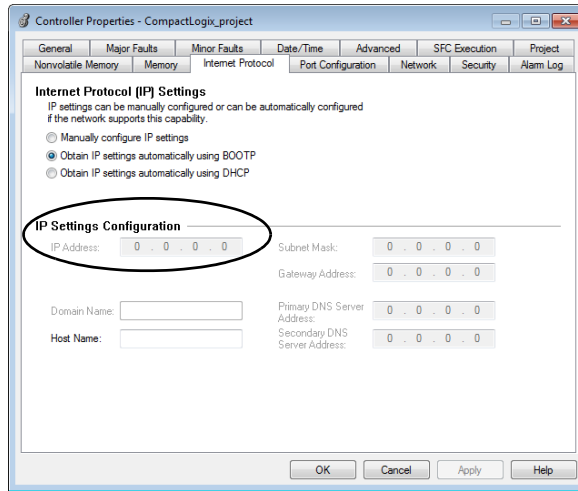 Controller Properties - CompactLogix_project
General Major Faults Minor Faults Date/Time Advanced SFC Execution Project
Nonvolatile Memory Memory Internet Protocol Port Configuration Network Security Alarm Log
Internet Protocol (IP) Settings
IP settings can be manually configured or can be automatically configured
if the network supports this capability.
Manually configure IP settings
Obtain IP settings automatically using BOOTP
Obtain IP settings automatically using DHCP
IP Settings Configuration
IP Address: 0 . 0 . 0 . 0 Subnet Mask: 0 . 0 . 0 . 0
Gateway Address: 0 . 0 . 0 . 0
Domain Name: Primary DNS Server Address: 0 . 0 . 0 . 0
Host Name: Secondary DNS Server Address: 0 . 0 . 0 . 0
OK Cancel Apply Help